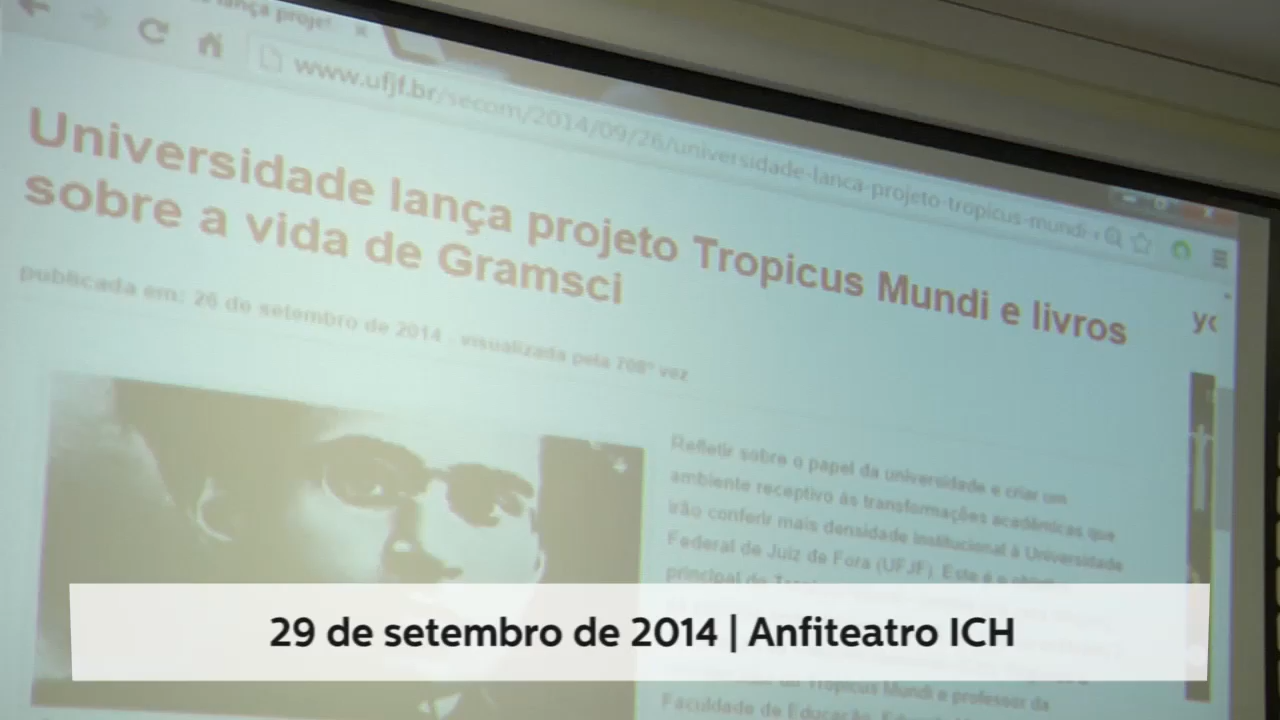 lança proje
www.ufjf.br/secom/2014/09/26/universidade-lanca-projeto-tropicus-mundi-
Universidade lança projeto Tropicus Mundi e livros
sobre a vida de Gramsci
publicada em: 26 de setembro de 2014 visualizada pela 708ª vez
Refletir sobre o papel da universidade e criar um
ambiente receptivo às transformações acadêmicas que
irão conferir mais densidade institucional à Universidade
Federal de Juiz de Fora (UFJF). Este é o
principal do
29 de setembro de 2014 | Anfiteatro ICH
Tropicus Mundi e professor da
Faculdade de Educação,